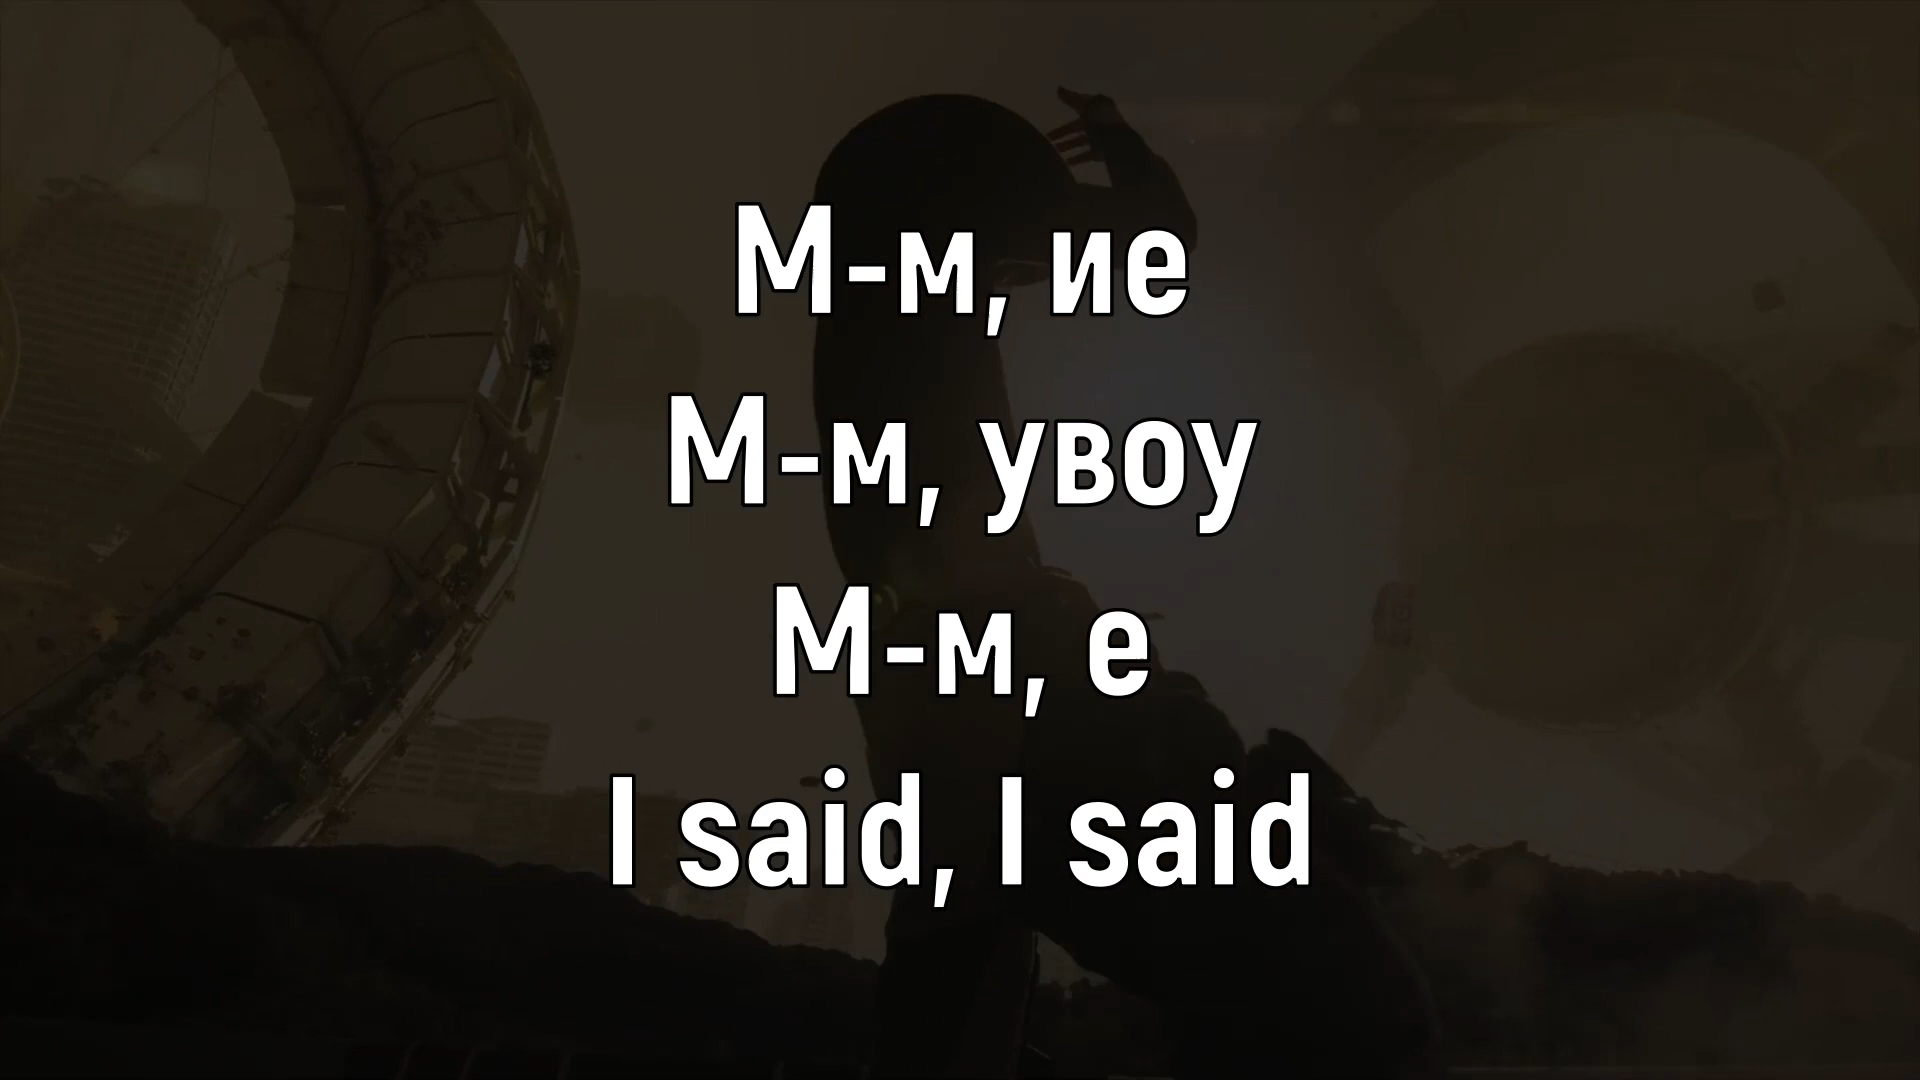 М-м, ие
М-м, увоу
М-м, е
I said, I said